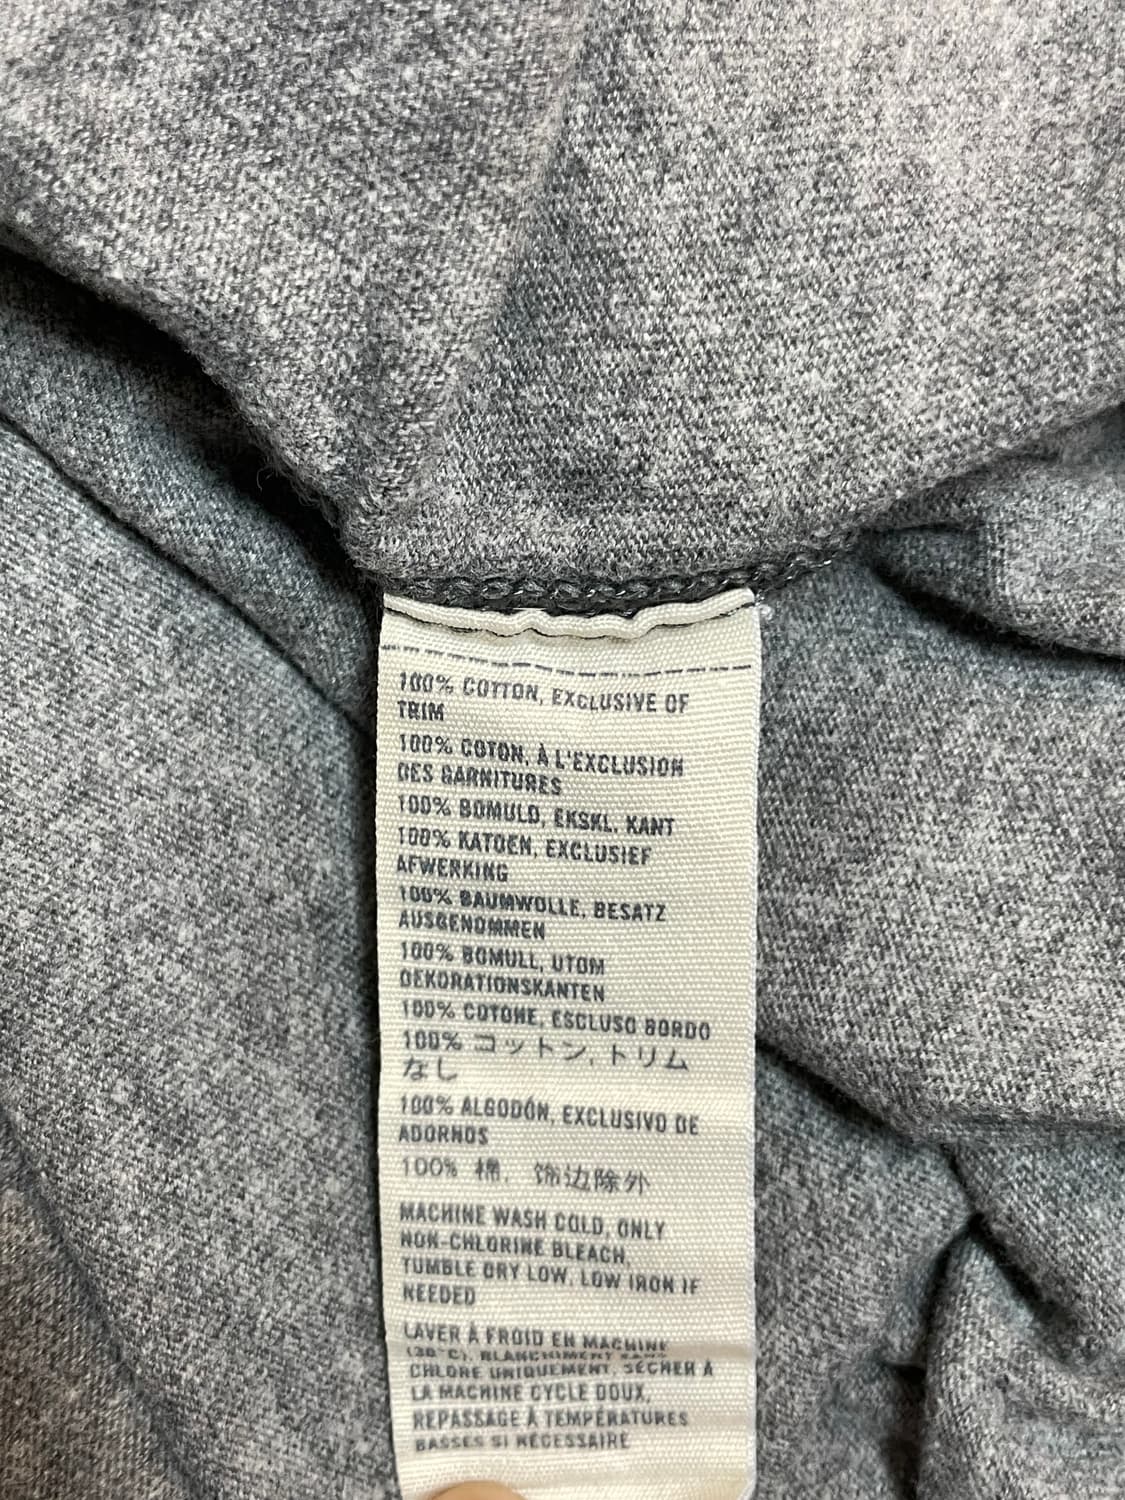 100% COTTON, EXCLUSIVE OF
TRIM
100% COTON, À L'EXCLUSION
DES GARNITURES
100% BOMULD, EKSKL. KANT
100% KATOEN, EXCLUSIEF
AFWERKING
100% BAUMWOLLE, BESATZ
AUSGENOMMEN
100% BOMULL, UTOM
DEKORATIONSKANTEN
100% COTONE, ESCLUSO BORDO
100% コットン, トリム
なし
100% ALGODÓN, EXCLUSIVO DE
ADORNOS
100% 棉, 饰边除外
MACHINE WASH COLD, ONLY
NON-CHLORINE BLEACH,
TUMBLE DRY LOW, LOW IRON IF
NEEDED
LAVER À FROID EN MACHINE
(30°C), BLANCHIMENT SANS
CHLORE UNIQUEMENT, SÉCHER À
LA MACHINE CYCLE DOUX,
REPASSAGE À TEMPÉRATURES
BASSES SI NÉCESSAIRE